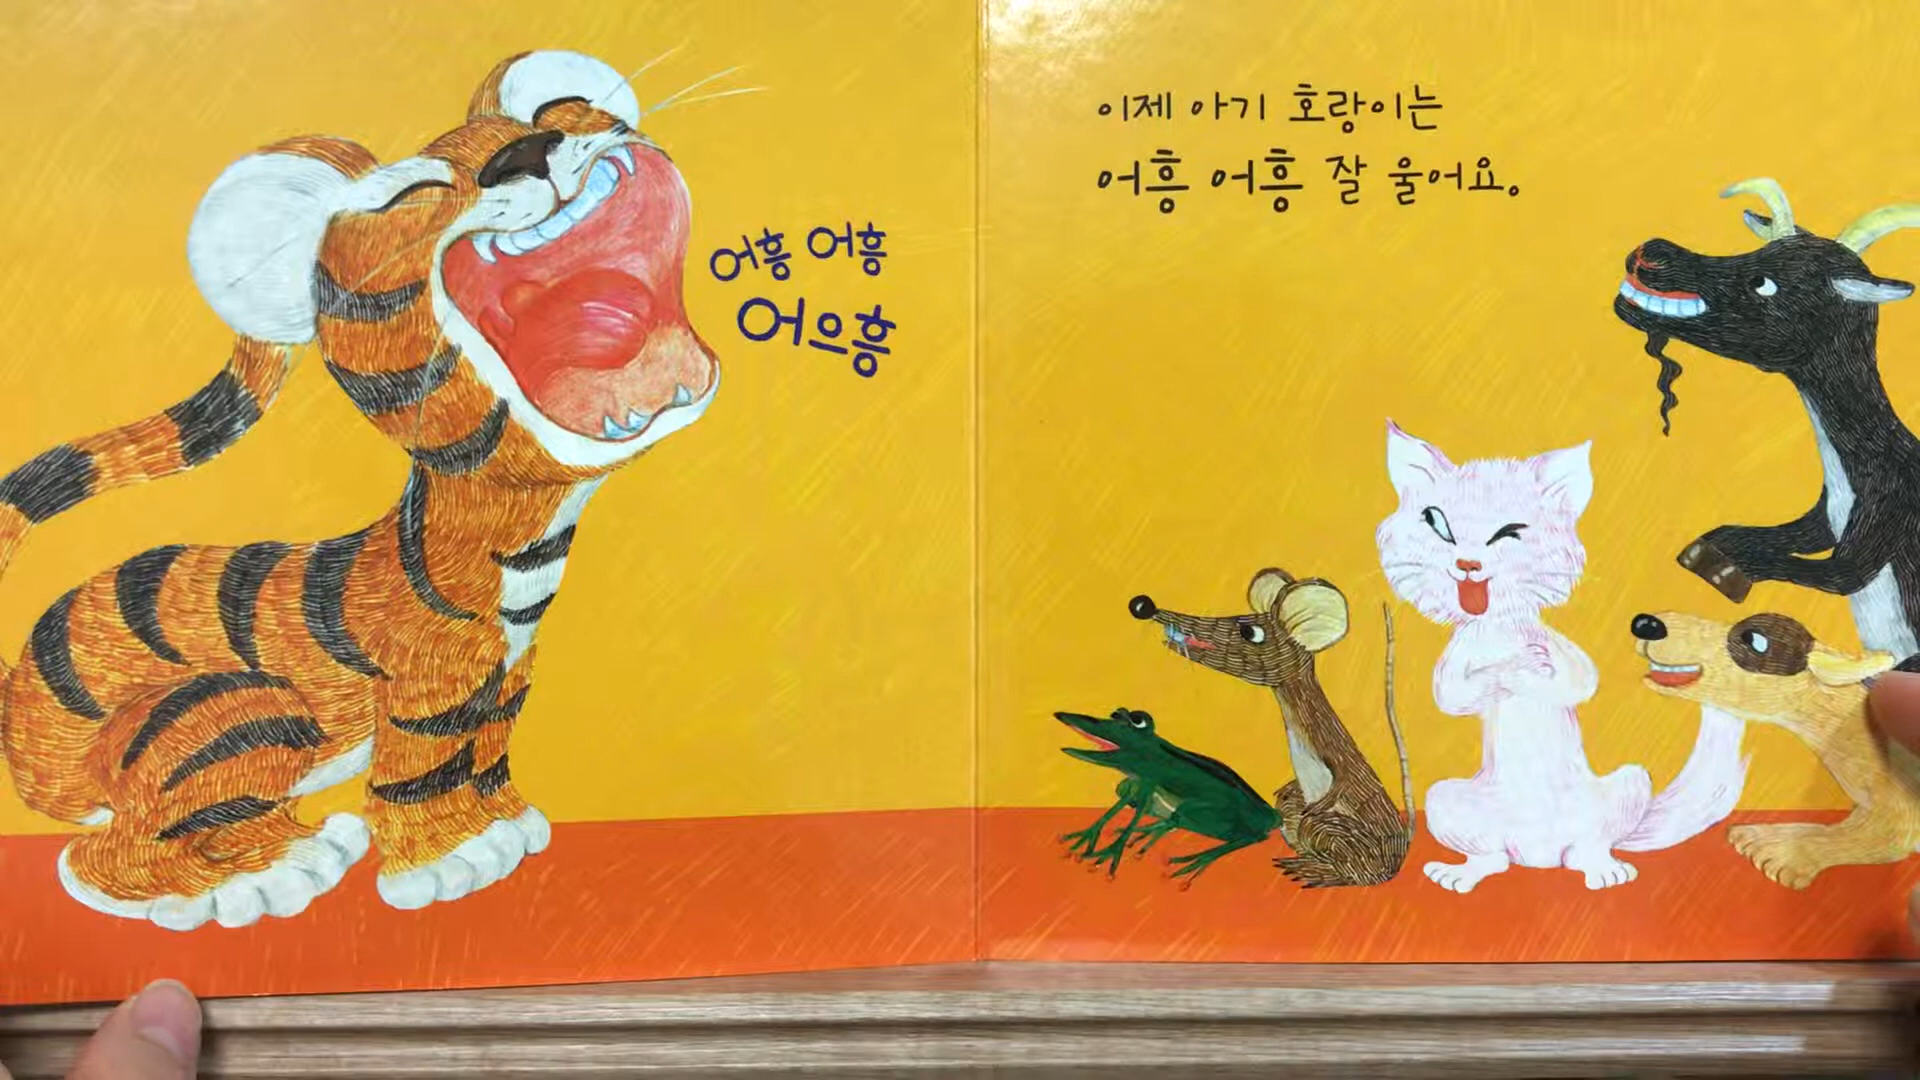 어흥 어흥
어으흥
이제 아기 호랑이는
어흥 어흥 잘 울어요.